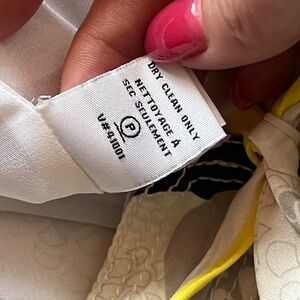 DRY CLEAN ONLY
NETTOYAGE À
SEC SEULEMENT
P
U#41001